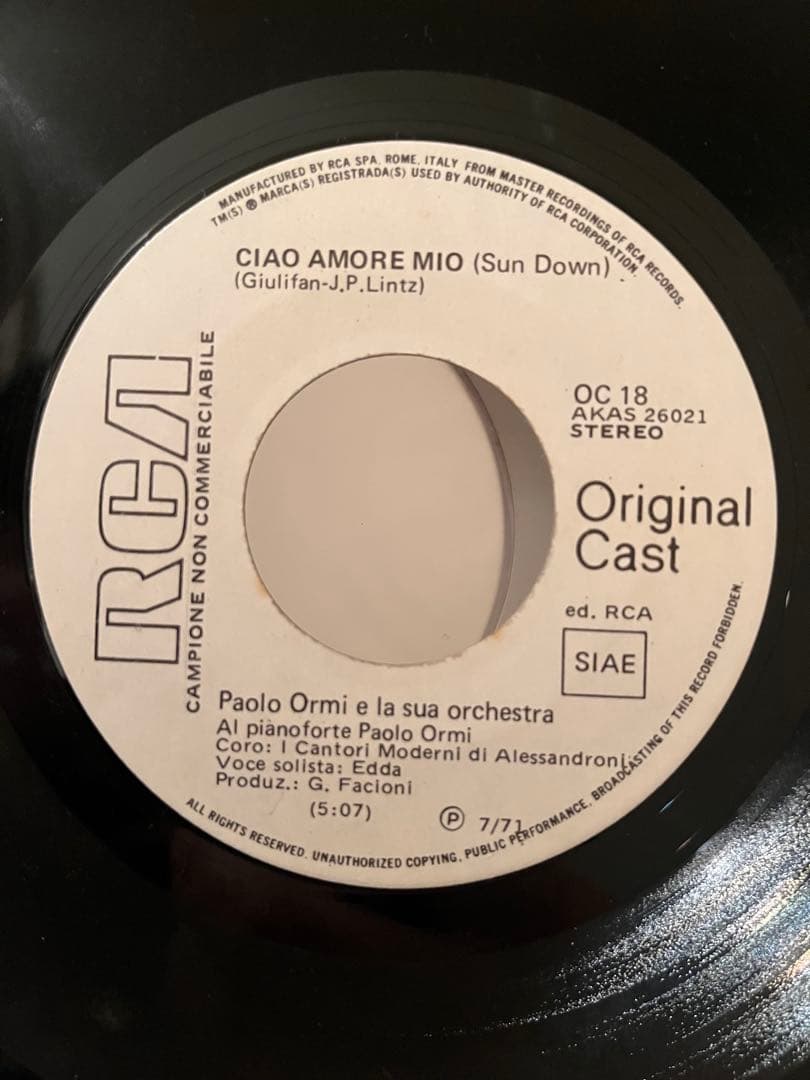 MANUFACTURED BY RCA SPA. ROME. ITALY FROM MASTER RECORDINGS OF RCA RECORDS.
TM(S) ® MARCA(S) REGISTRADA(S) USED BY AUTHORITY OF RCA CORPORATION.
CIAO AMORE MIO (Sun Down)
(Giulifan-J.P.Lintz)
RCA
CAMPIONE NON COMMERCIABILE
OC 18
AKAS 26021
STEREO
Original
Cast
ed. RCA
SIAE
Paolo Ormi e la sua orchestra
Al pianoforte Paolo Ormi
Coro: I Cantori Moderni di Alessandroni
Voce solista: Edda
Produz.: G. Facioni
(5:07)
Ⓟ 7/71
ALL RIGHTS RESERVED. UNAUTHORIZED COPYING, PUBLIC PERFORMANCE, BROADCASTING OF THIS RECORD FORBIDDEN.